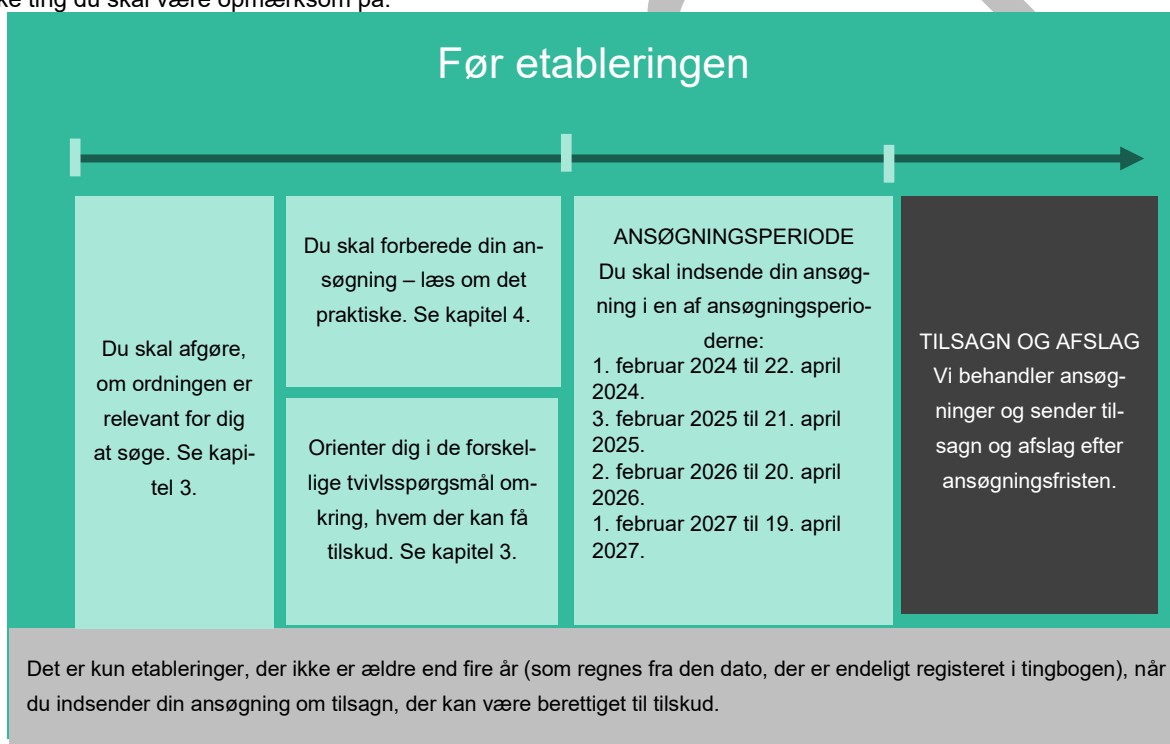 ke ting du skal være opmærksom på.
Før etableringen
Du skal afgøre,
om ordningen er
relevant for dig
at søge. Se kapi-
tel 3.
Du skal forberede din an-
søgning – læs om det
praktiske. Se kapitel 4.
Orienter dig i de forskel-
lige tvivlsspørgsmål om-
kring, hvem der kan få
tilskud. Se kapitel 3.
ANSØGNINGSPERIODE
Du skal indsende din ansøg-
ning i en af ansøgningsperio-
derne:
1. februar 2024 til 22. april
2024.
3. februar 2025 til 21. april
2025.
2. februar 2026 til 20. april
2026.
1. februar 2027 til 19. april
2027.
TILSAGN OG AFSLAG
Vi behandler ansøg-
ninger og sender til-
sagn og afslag efter
ansøgningsfristen.
Det er kun etableringer, der ikke er ældre end fire år (som regnes fra den dato, der er endeligt registeret i tingbogen), når
du indsender din ansøgning om tilsagn, der kan være berettiget til tilskud.